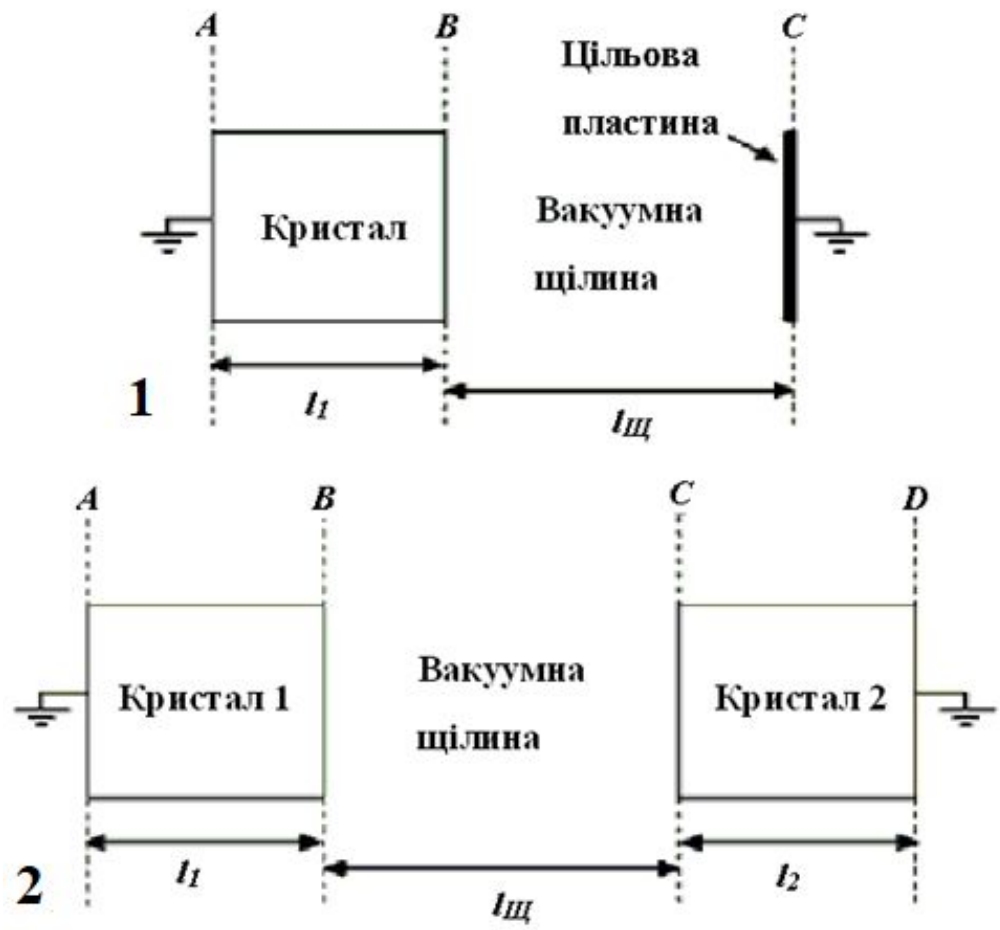 A B C
Цільова
пластина
Кристал
Вакуумна
щілина
1
l1
lЩ
A B C D
Кристал 1
Вакуумна
щілина
Кристал 2
2
l1
lЩ
l2